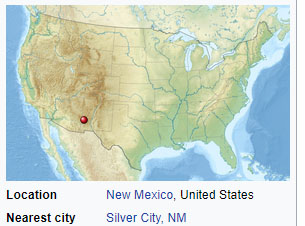 Location New Mexico, United States
Nearest city Silver City, NM